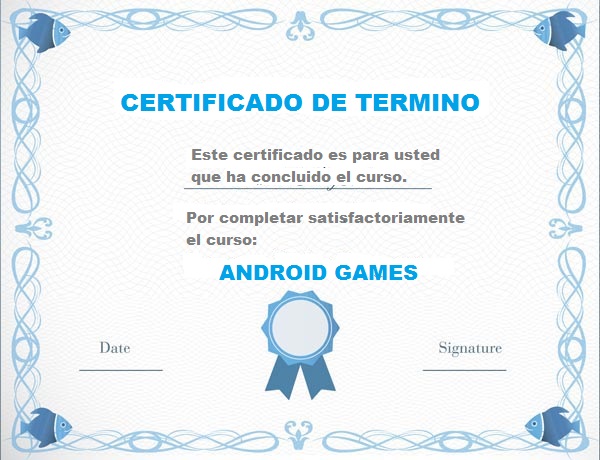 CERTIFICADO DE TERMINO
Este certificado es para usted
que ha concluido el curso.
Por completar satisfactoriamente
el curso:
ANDROID GAMES
Date
Signature